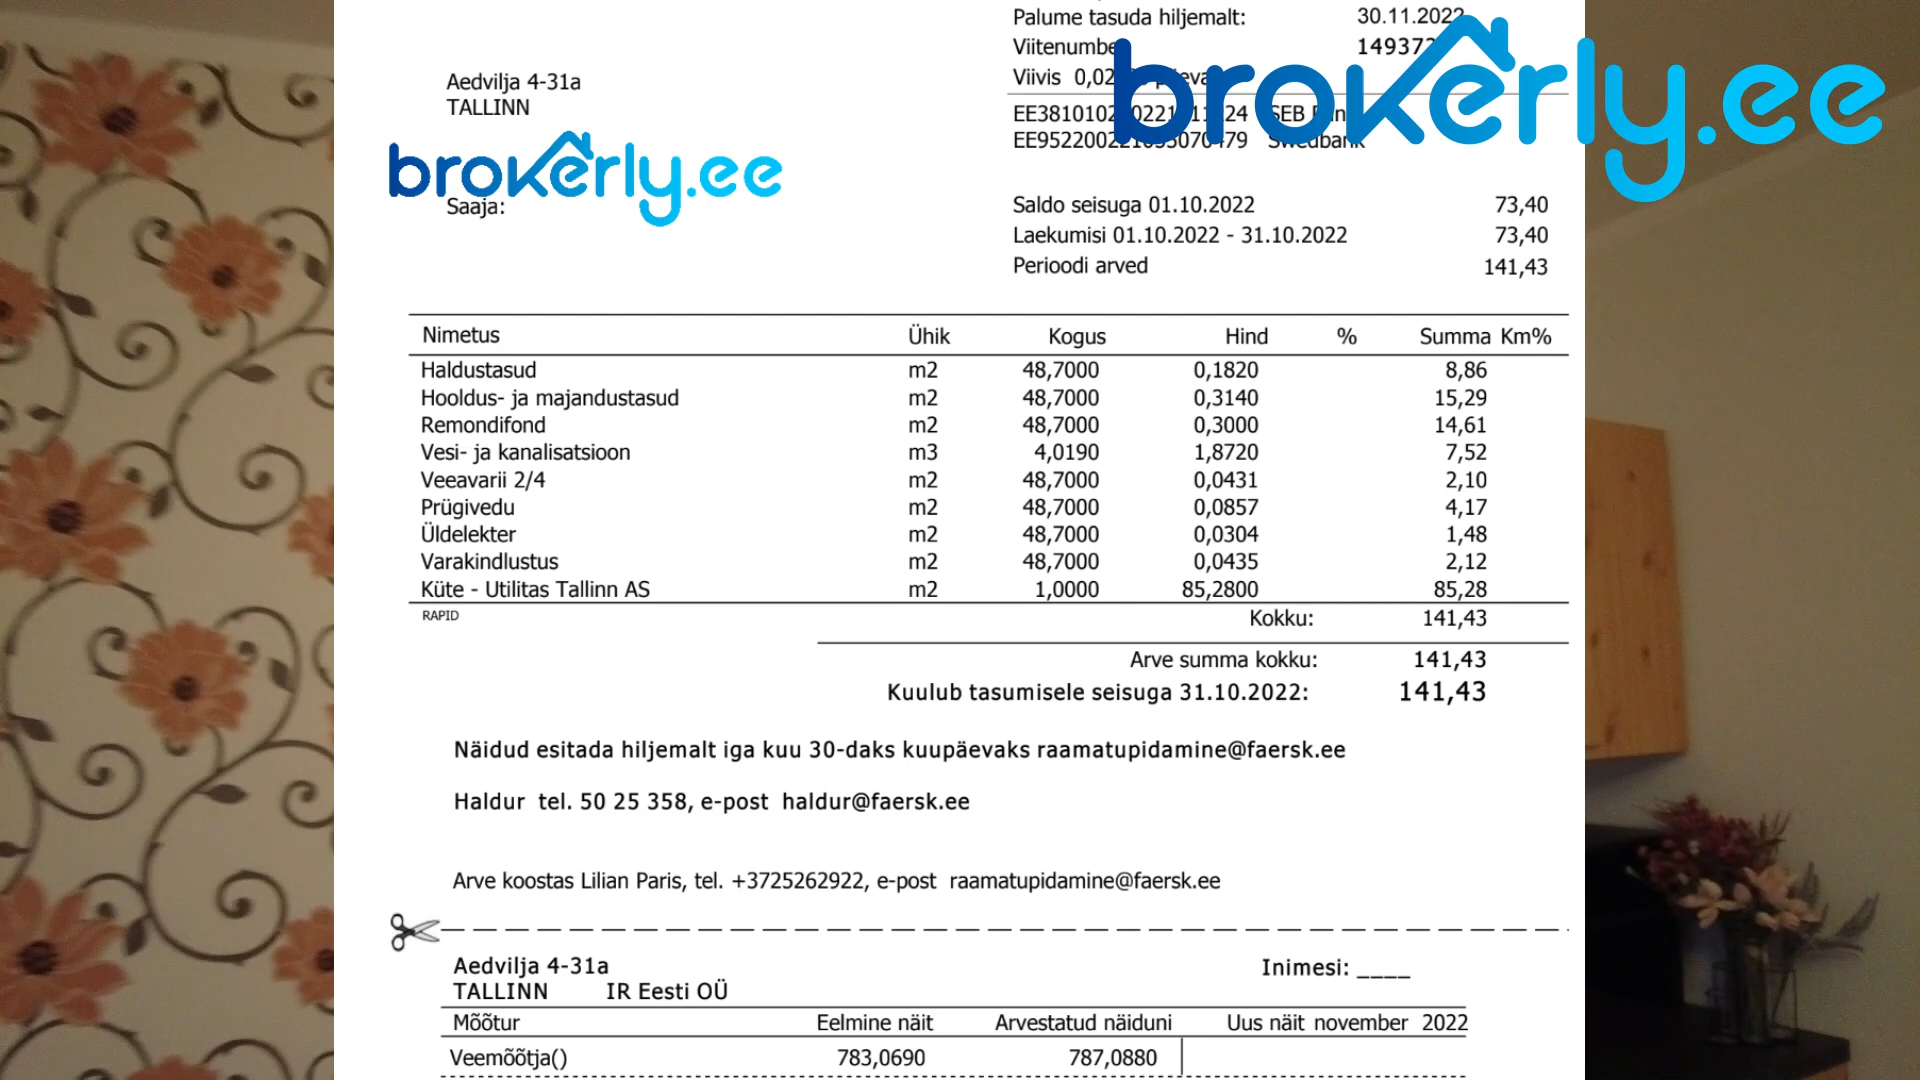 Palume tasuda hiljemalt: 30.11.2022
Viitenumbe
Viivis 0,02
Aedvilja 4-31a
TALLINN
brokerly.ee
brokerly.ee
SEB
Swedbank
Saaja:
Saldo seisuga 01.10.2022 73,40
Laekumisi 01.10.2022 - 31.10.2022 73,40
Perioodi arved 141,43
Nimetus Ühik Kogus Hind % Summa Km%
Haldustasud m2 48,7000 0,1820 8,86
Hooldus- ja majandustasud m2 48,7000 0,3140 15,29
Remondifond m2 48,7000 0,3000 14,61
Vesi- ja kanalisatsioon m3 4,0190 1,8720 7,52
Veeavarii 2/4 m2 48,7000 0,0431 2,10
Prügivedu m2 48,7000 0,0857 4,17
Üldelekter m2 48,7000 0,0304 1,48
Varakindlustus m2 48,7000 0,0435 2,12
Küte - Utilitas Tallinn AS m2 1,0000 85,2800 85,28
RAPID Kokku: 141,43
Arve summa kokku: 141,43
Kuulub tasumisele seisuga 31.10.2022: 141,43
Näidud esitada hiljemalt iga kuu 30-daks kuupäevaks raamatupidamine@faersk.ee
Haldur tel. 50 25 358, e-post haldur@faersk.ee
Arve koostas Lilian Paris, tel. +3725262922, e-post raamatupidamine@faersk.ee
Aedvilja 4-31a Inimesi: ____
TALLINN IR Eesti OÜ
Mõõtur Eelmine näit Arvestatud näiduni Uus näit november 2022
Veemõõtja() 783,0690 787,0880